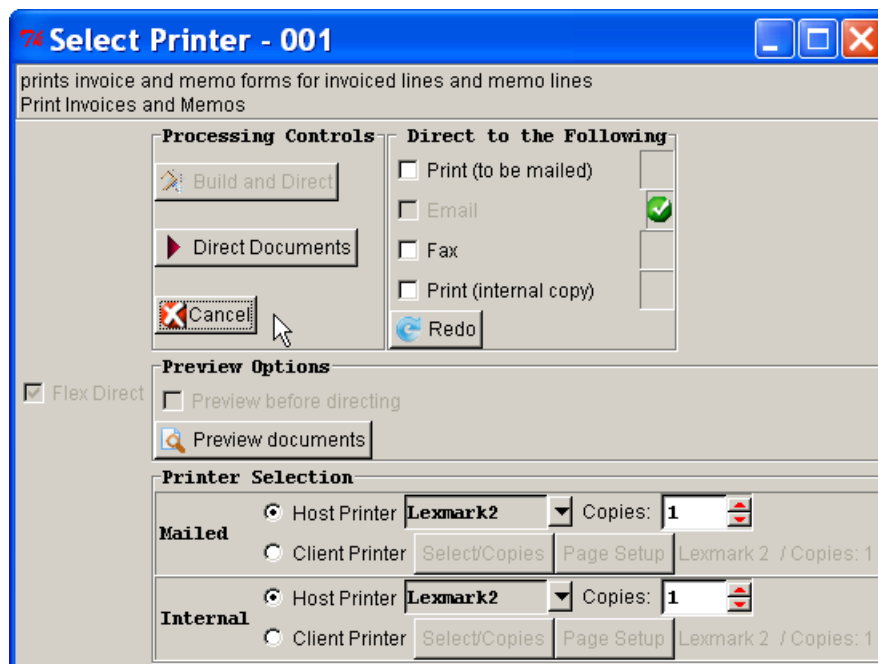 Select Printer - 001
prints invoice and memo forms for invoiced lines and memo lines
Print Invoices and Memos
Processing Controls
Build and Direct
Direct Documents
Cancel
Direct to the Following
Print (to be mailed)
Email
Fax
Print (internal copy)
Redo
Flex Direct
Preview Options
Preview before directing
Preview documents
Printer Selection
Mailed
Host Printer Lexmark2 Copies: 1
Client Printer Select/Copies Page Setup Lexmark 2 / Copies: 1
Internal
Host Printer Lexmark2 Copies: 1
Client Printer Select/Copies Page Setup Lexmark 2 / Copies: 1